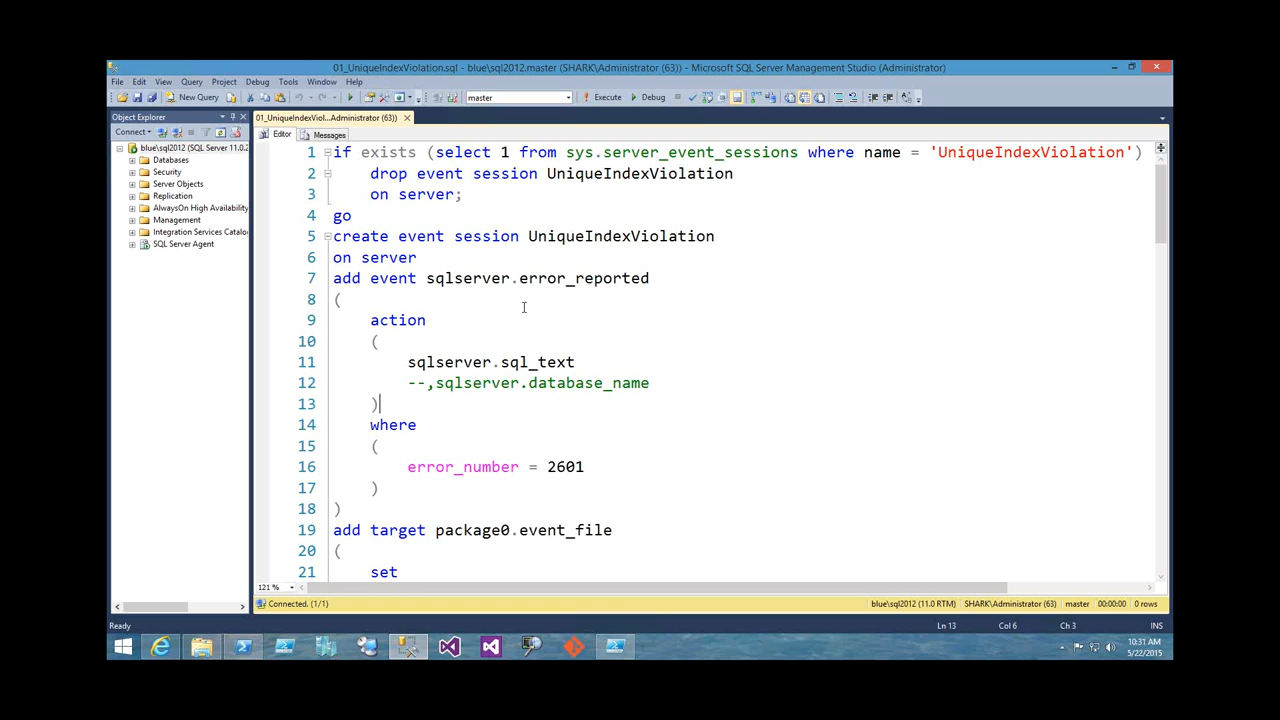 01_UniqueIndexViolation.sql - blue\sql2012.master (SHARK\Administrator (63)) - Microsoft SQL Server Management Studio (Administrator)
File Edit View Query Project Debug Tools Window Help
New Query master Execute Debug
Object Explorer
Connect
blue\sql2012 (SQL Server 11.0.2
Databases
Security
Server Objects
Replication
AlwaysOn High Availability
Management
Integration Services Catalo
SQL Server Agent
01_UniqueIndexViol...Administrator (63))
Editor Messages
1 if exists (select 1 from sys.server_event_sessions where name = 'UniqueIndexViolation')
2 drop event session UniqueIndexViolation
3 on server;
4 go
5 create event session UniqueIndexViolation
6 on server
7 add event sqlserver.error_reported
8 (
9 action
10 (
11 sqlserver.sql_text
12 --,sqlserver.database_name
13 )
14 where
15 (
16 error_number = 2601
17 )
18 )
19 add target package0.event_file
20 (
21 set
121 %
Connected. (1/1) blue\sql2012 (11.0 RTM) SHARK\Administrator (63) master 00:00:00 0 rows
Ready Ln 13 Col 6 Ch 3 INS
10:31 AM
5/22/2015